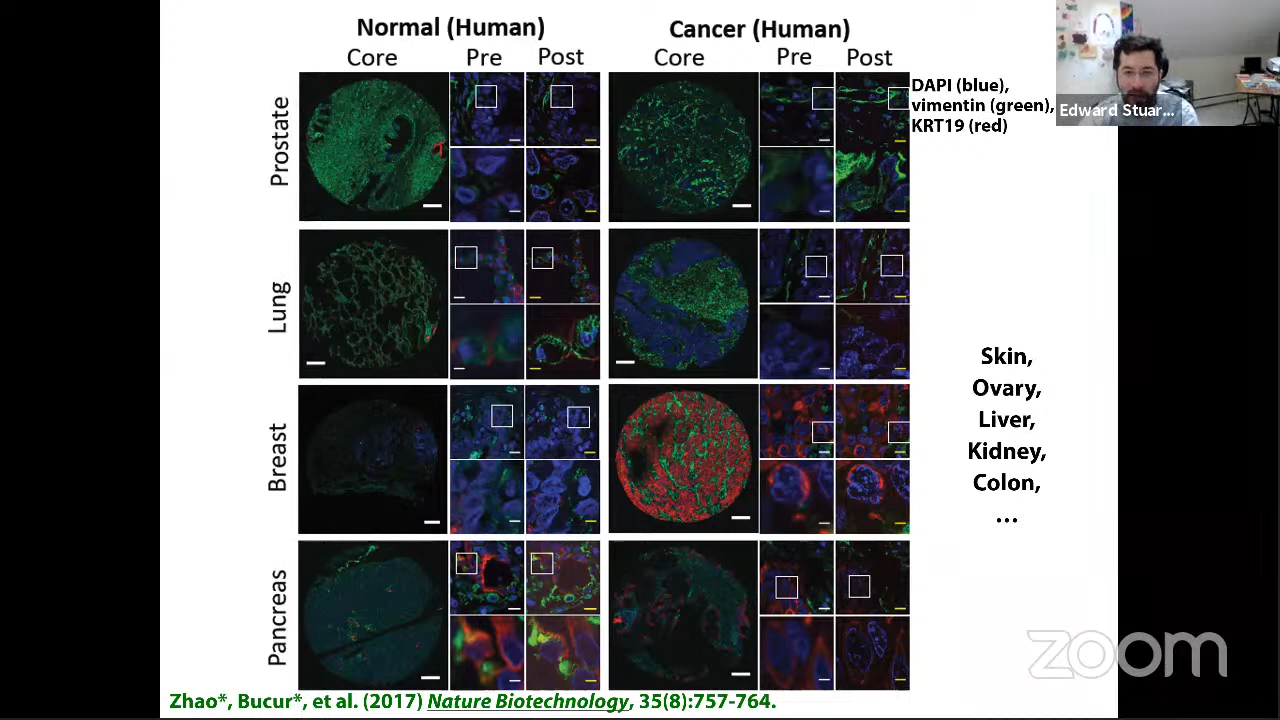 Normal (Human)
Cancer (Human)
Core
Pre
Post
Core
Pre
Post
DAPI (blue),
vimentin (green),
KRT19 (red)
Edward Stuar...
Prostate
Lung
Breast
Pancreas
Skin,
Ovary,
Liver,
Kidney,
Colon,
...
zoom
Zhao*, Bucur*, et al. (2017) Nature Biotechnology, 35(8):757-764.